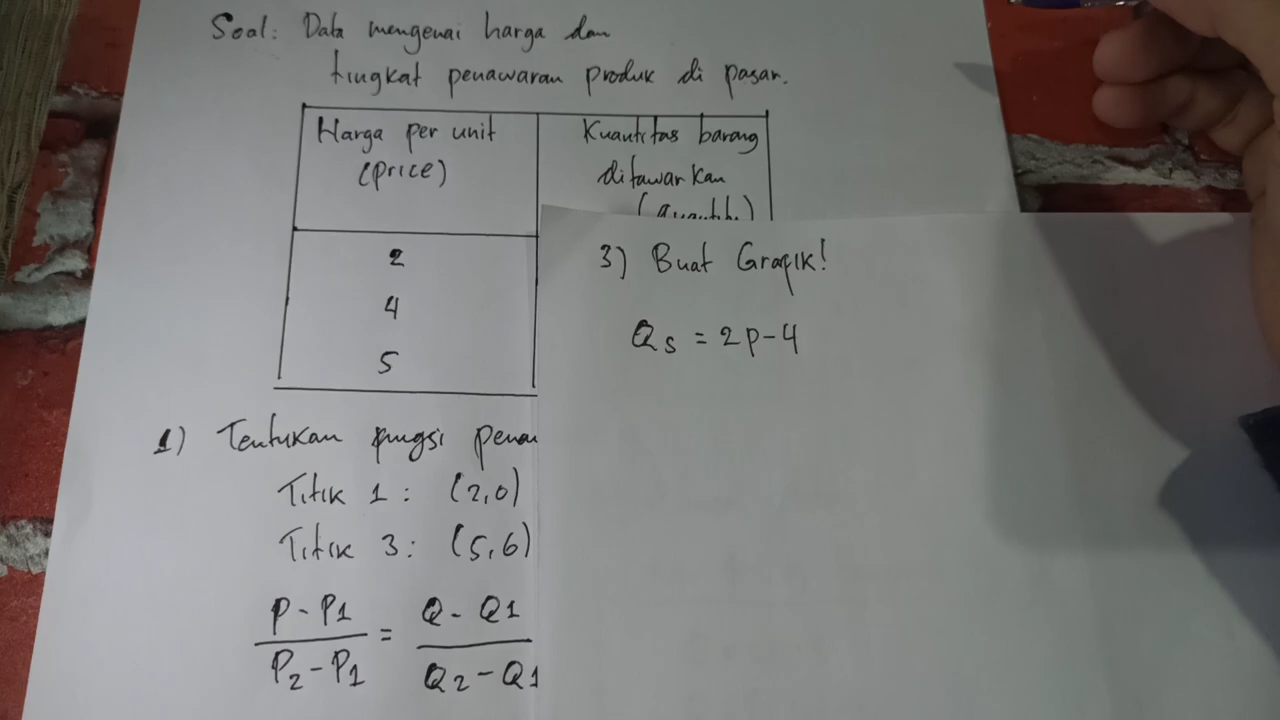 Soal: Data mengenai harga dan
tingkat penawaran produk di pasar.
Harga per unit
(price)
Kuantitas barang
ditawarkan
2
4
5
1) Tentukan fungsi
Titik 1 : (2,0)
Titik 3 : (5,6)
P - P1 / P2 - P1 = Q - Q1 / Q2 - Q1
3) Buat Grafik!
Qs = 2p-4